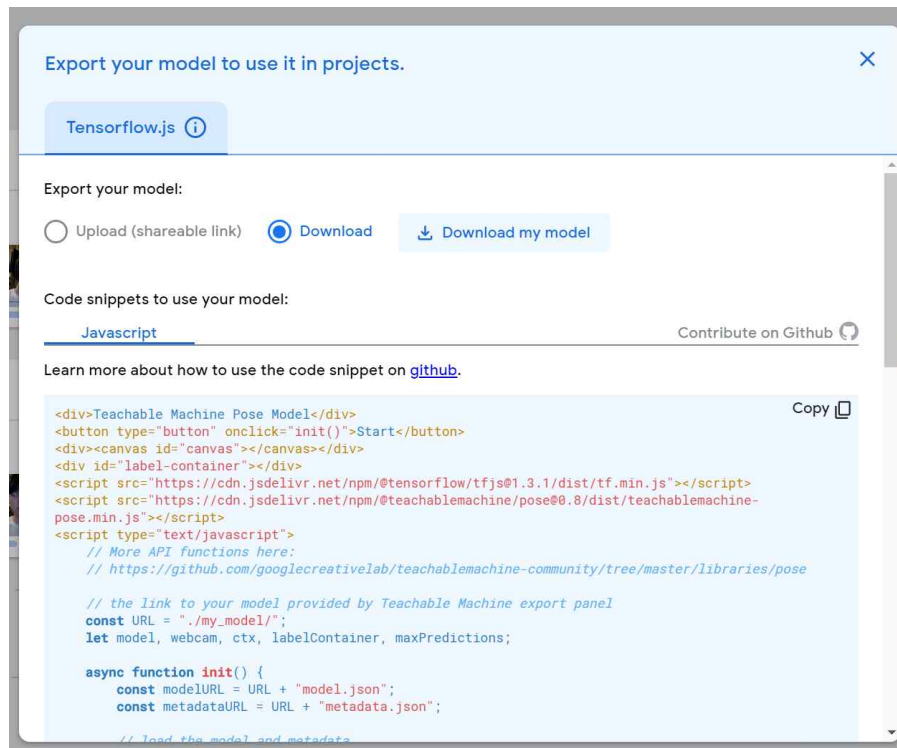 Export your model to use it in projects.
Tensorflow.js
Export your model:
Upload (shareable link) Download Download my model
Code snippets to use your model:
Javascript Contribute on Github
Learn more about how to use the code snippet on github.
Copy
<div>Teachable Machine Pose Model</div>
<button type="button" onclick="init()">Start</button>
<div><canvas id="canvas"></canvas></div>
<div id="label-container"></div>
<script src="https://cdn.jsdelivr.net/npm/@tensorflow/tfjs@1.3.1/dist/tf.min.js"></script>
<script src="https://cdn.jsdelivr.net/npm/@teachablemachine/pose@0.8/dist/teachablemachine-
pose.min.js"></script>
<script type="text/javascript">
    // More API functions here:
    // https://github.com/googlecreativelab/teachablemachine-community/tree/master/libraries/pose
    // the link to your model provided by Teachable Machine export panel
    const URL = "./my_model/";
    let model, webcam, ctx, labelContainer, maxPredictions;
    async function init() {
        const modelURL = URL + "model.json";
        const metadataURL = URL + "metadata.json";
        // load the model and metadata